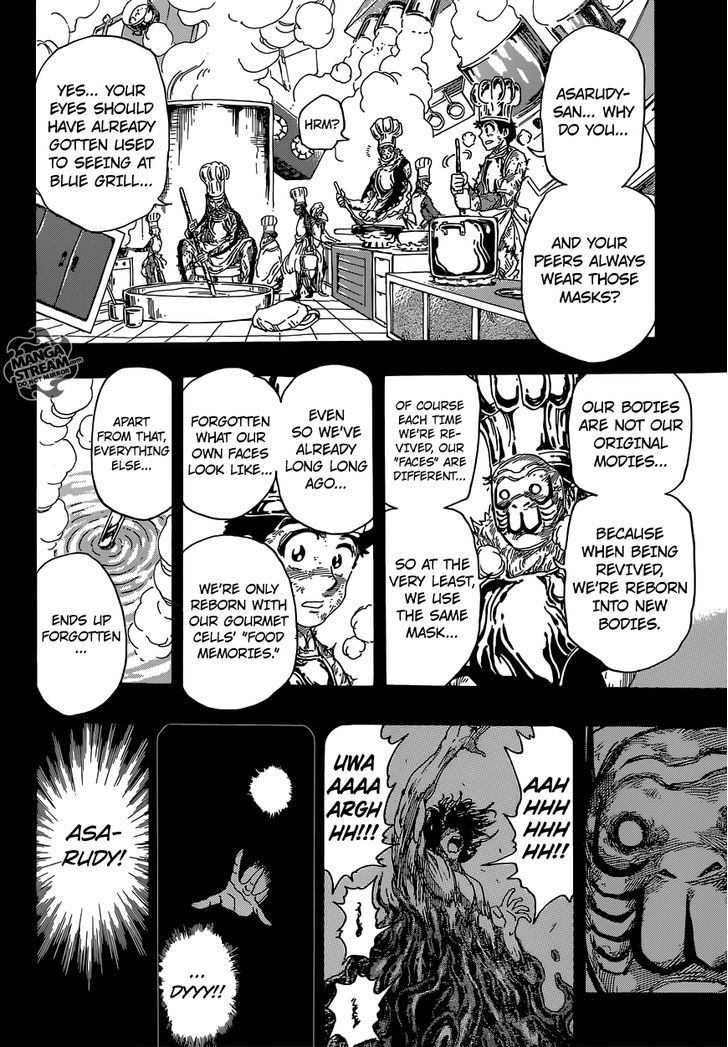 ASARUDY-
SAN... WHY
DO YOU...
AND YOUR
PEERS ALWAYS
WEAR THOSE
MASKS?
HRM?
YES... YOUR
EYES SHOULD
HAVE ALREADY
GOTTEN USED
TO SEEING AT
BLUE GRILL...
MANGA
STREAM.com
DO NOT MIRROR!
OUR BODIES
ARE NOT OUR
ORIGINAL
MODIES...
BECAUSE
WHEN BEING
REVIVED,
WE'RE REBORN
INTO NEW
BODIES.
OF COURSE
EACH TIME
WE'RE RE-
VIVED, OUR
"FACES" ARE
DIFFERENT...
SO AT THE
VERY LEAST,
WE USE
THE SAME
MASK...
EVEN
SO WE'VE
ALREADY
LONG LONG
AGO...
FORGOTTEN
WHAT OUR
OWN FACES
LOOK LIKE...
WE'RE ONLY
REBORN WITH
OUR GOURMET
CELLS' "FOOD
MEMORIES."
APART
FROM THAT,
EVERYTHING
ELSE...
ENDS UP
FORGOTTEN
...
AAH
HHHH
HHH
HH!!
UWA
AAAA
ARGH
HH!!!
...
DYYY!!
ASA-
RUDY!